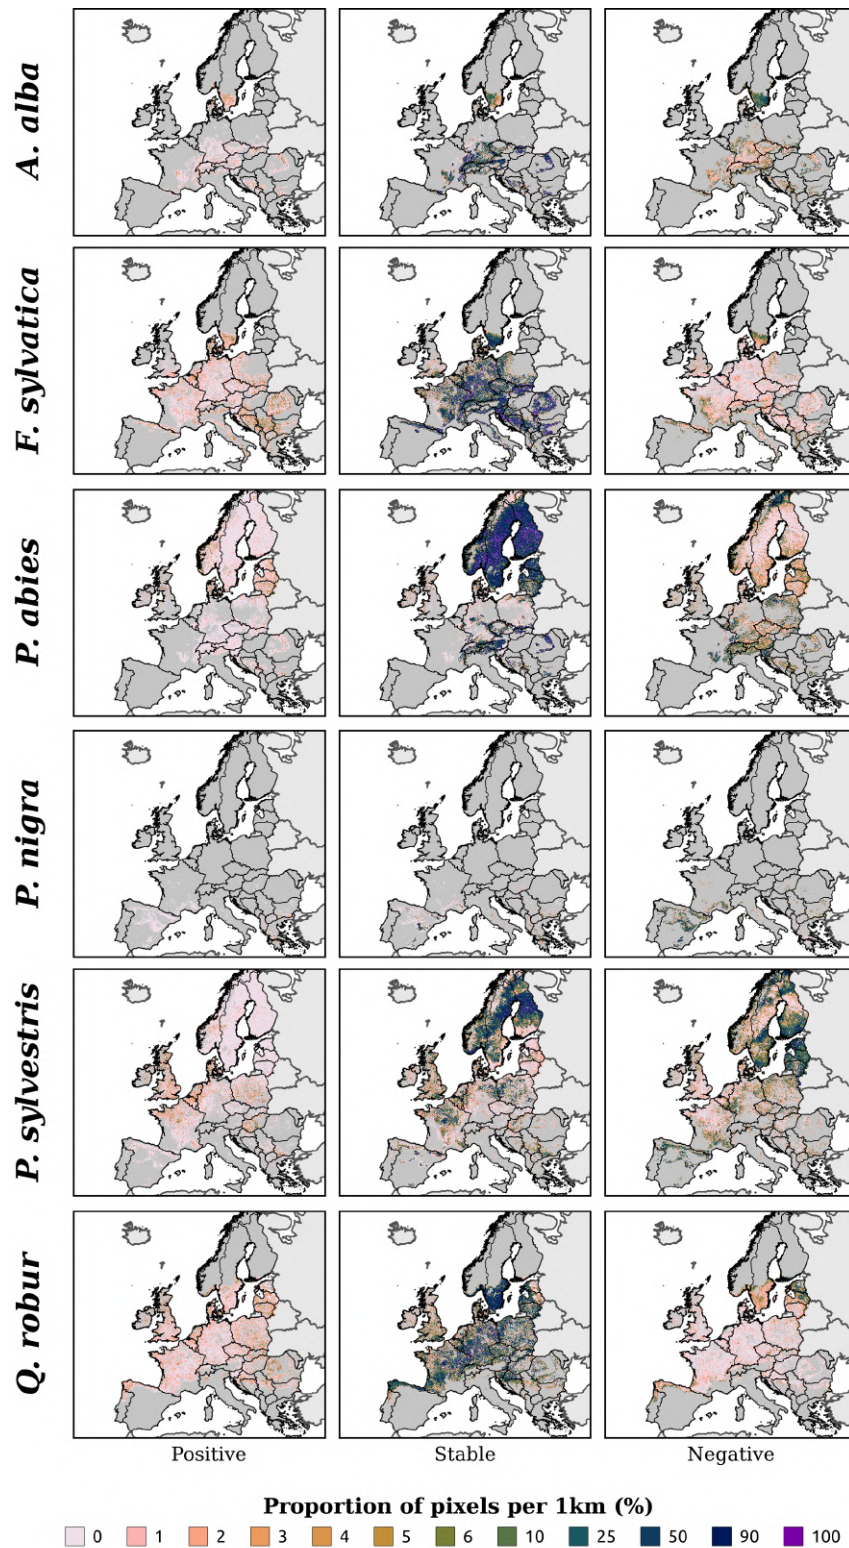 A. alba
F. sylvatica
P. abies
P. nigra
P. sylvestris
Q. robur
Positive Stable Negative
Proportion of pixels per 1km (%)
0 1 2 3 4 5 6 10 25 50 90 100